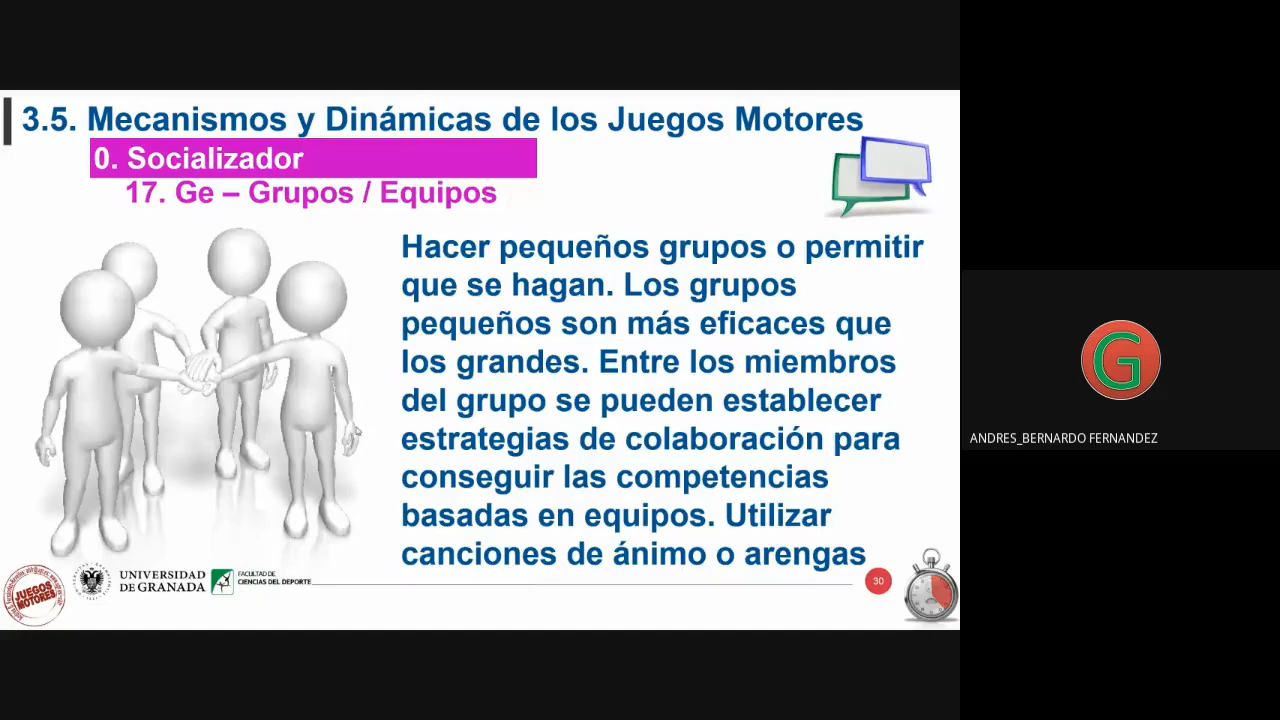 3.5. Mecanismos y Dinámicas de los Juegos Motores
0. Socializador
17. Ge – Grupos / Equipos
Hacer pequeños grupos o permitir
que se hagan. Los grupos
pequeños son más eficaces que
los grandes. Entre los miembros
del grupo se pueden establecer
estrategias de colaboración para
conseguir las competencias
basadas en equipos. Utilizar
canciones de ánimo o arengas
JUEGOS
MOTORES
UNIVERSIDAD
DE GRANADA
FACULTAD DE
CIENCIAS DEL DEPORTE
30
G
ANDRES_BERNARDO FERNANDEZ